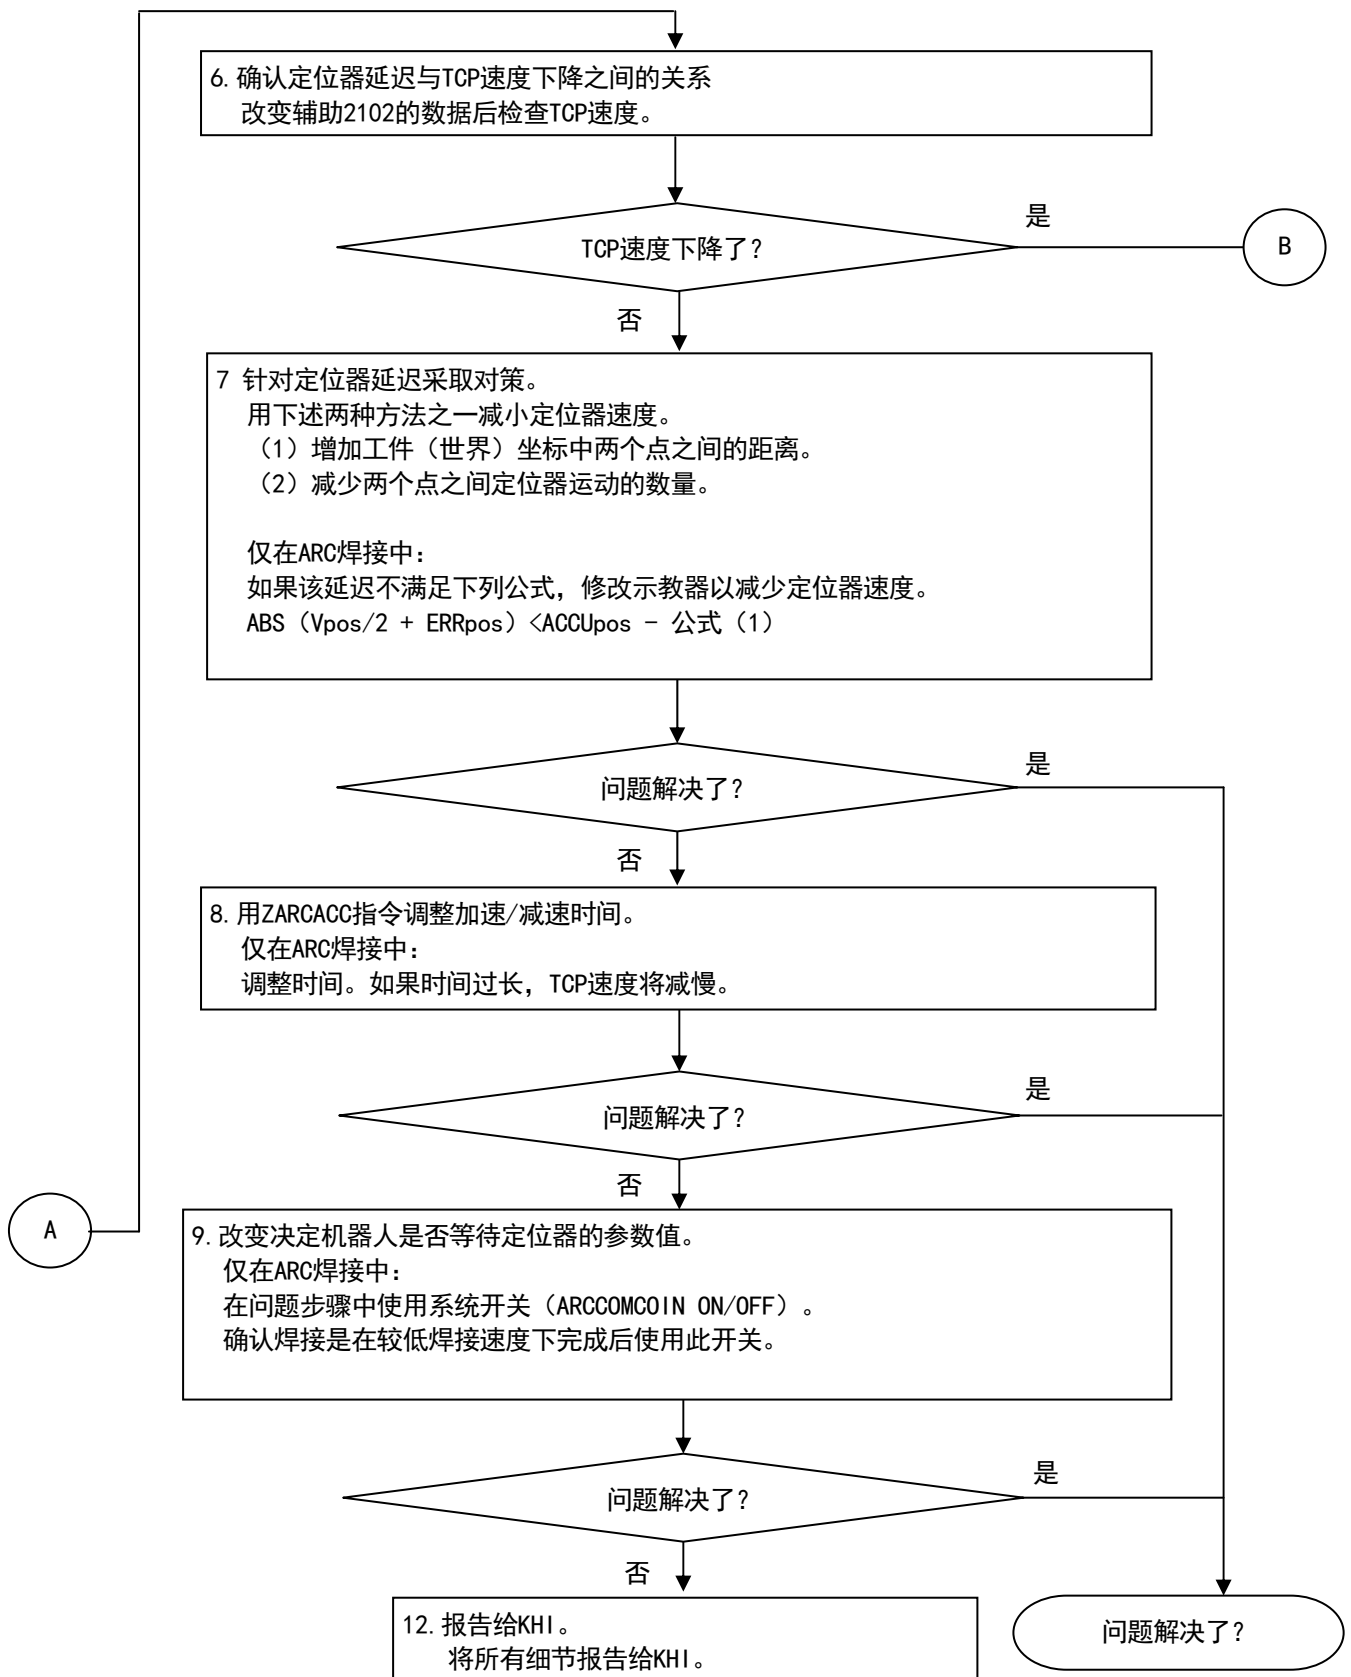 6. 确认定位器延迟与TCP速度下降之间的关系
改变辅助2102的数据后检查TCP速度。
TCP速度下降了？
是
B
否
7 针对定位器延迟采取对策。
用下述两种方法之一减小定位器速度。
（1）增加工件（世界）坐标中两个点之间的距离。
（2）减少两个点之间定位器运动的数量。
仅在ARC焊接中：
如果该延迟不满足下列公式，修改示教器以减少定位器速度。
ABS（Vpos/2 + ERRpos）<ACCUpos - 公式（1）
问题解决了？
是
否
8. 用ZARCACC指令调整加速/减速时间。
仅在ARC焊接中：
调整时间。如果时间过长，TCP速度将减慢。
问题解决了？
是
否
A
9. 改变决定机器人是否等待定位器的参数值。
仅在ARC焊接中：
在问题步骤中使用系统开关（ARCCOMCOIN ON/OFF）。
确认焊接是在较低焊接速度下完成后使用此开关。
问题解决了？
是
否
12. 报告给KHI。
将所有细节报告给KHI。
问题解决了？